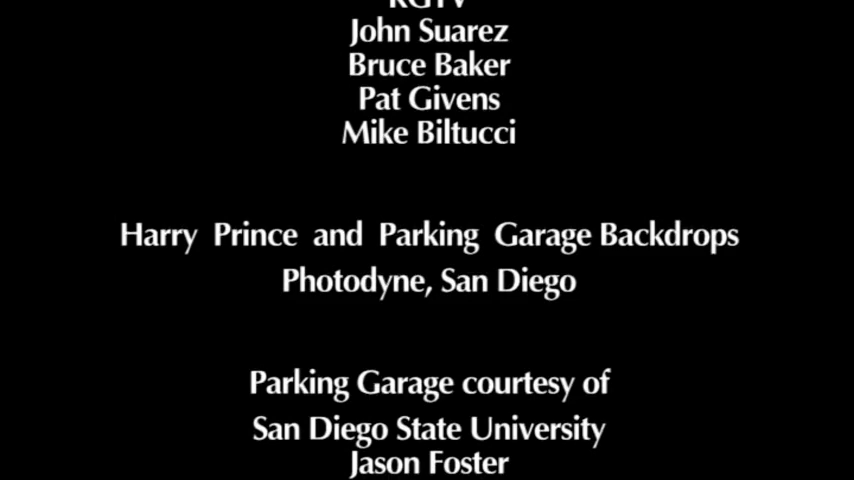 KGTV
John Suarez
Bruce Baker
Pat Givens
Mike Biltucci
Harry Prince and Parking Garage Backdrops
Photodyne, San Diego
Parking Garage courtesy of
San Diego State University
Jason Foster